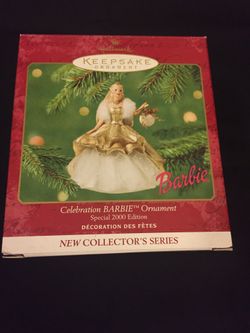 Hallmark
KEEPSAKE
ORNAMENT
Barbie
Celebration BARBIE™ Ornament
Special 2000 Edition
DÉCORATION DES FÊTES
NEW COLLECTOR'S SERIES